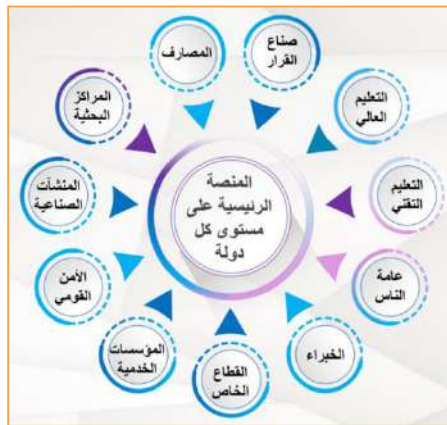 صناع
القرار
المصارف
التعليم
العالي
المراكز
البحثية
المنصة
الرئيسية على
مستوى كل
دولة
التعليم
التقني
المنشآت
الصناعية
عامة
الناس
الأمن
القومي
الخبراء
المؤسسات
الخدمية
القطاع
الخاص